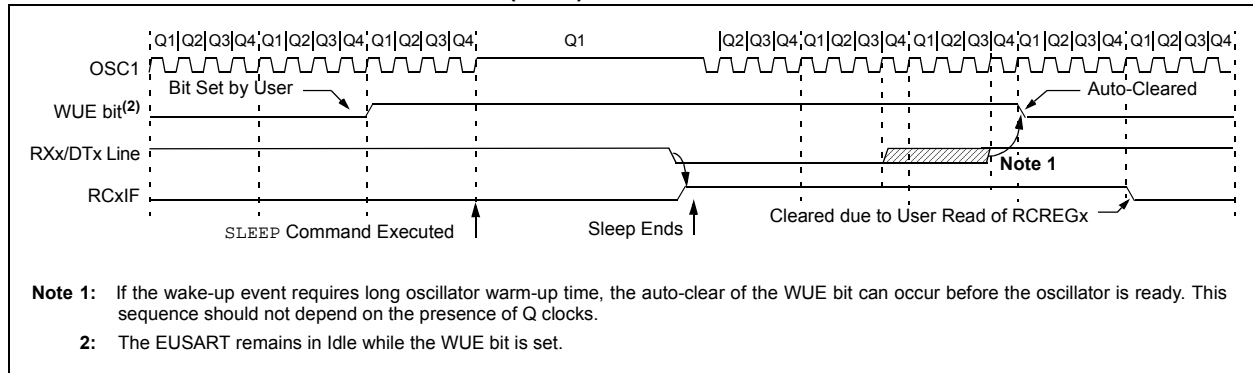 Q1 Q2 Q3 Q4 Q1 Q2 Q3 Q4 Q1 Q2 Q3 Q4 Q1 Q2 Q3 Q4 Q1 Q2 Q3 Q4 Q1 Q2 Q3 Q4 Q1 Q2 Q3 Q4 Q1 Q2 Q3 Q4
OSC1
Bit Set by User
Auto-Cleared
WUE bit(2)
RXx/DTx Line
Note 1
RCxIF
Cleared due to User Read of RCREGx
SLEEP Command Executed
Sleep Ends
Note 1: If the wake-up event requires long oscillator warm-up time, the auto-clear of the WUE bit can occur before the oscillator is ready. This
sequence should not depend on the presence of Q clocks.
2: The EUSART remains in Idle while the WUE bit is set.